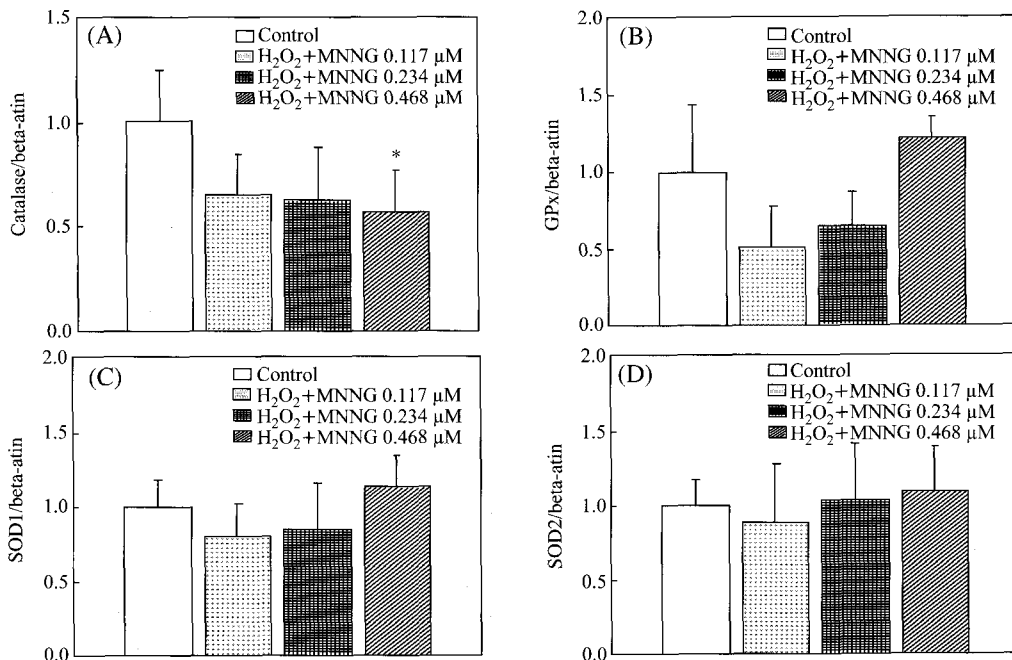 (A)
Control
H₂O₂+MNNG 0.117 µM
H₂O₂+MNNG 0.234 µM
H₂O₂+MNNG 0.468 µM
1.5
1.0
0.5
0.0
Catalase/beta-atin
*
(B)
Control
H₂O₂+MNNG 0.117 µM
H₂O₂+MNNG 0.234 µM
H₂O₂+MNNG 0.468 µM
2.0
1.5
1.0
0.5
0.0
GPx/beta-atin
(C)
Control
H₂O₂+MNNG 0.117 µM
H₂O₂+MNNG 0.234 µM
H₂O₂+MNNG 0.468 µM
2.0
1.5
1.0
0.5
0.0
SOD1/beta-atin
(D)
Control
H₂O₂+MNNG 0.117 µM
H₂O₂+MNNG 0.234 µM
H₂O₂+MNNG 0.468 µM
2.0
1.5
1.0
0.5
0.0
SOD2/beta-atin